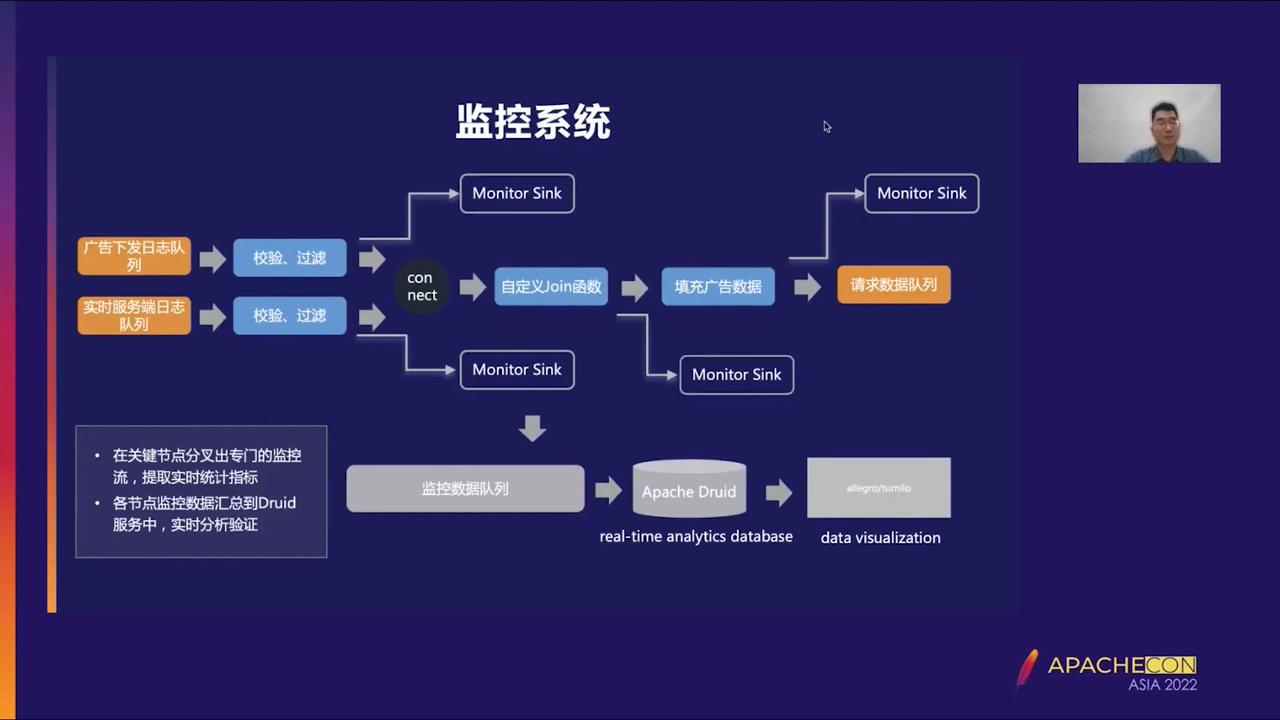 监控系统
Monitor Sink
Monitor Sink
广告下发日志队
列
校验、过滤
实时服务端日志
队列
校验、过滤
con
nect
自定义Join函数
填充广告数据
请求数据队列
Monitor Sink
Monitor Sink
• 在关键节点分叉出专门的监控
流，提取实时统计指标
• 各节点监控数据汇总到Druid
服务中，实时分析验证
监控数据队列
Apache Druid
real-time analytics database
allegro/turnilo
data visualization
APACHECON
ASIA 2022